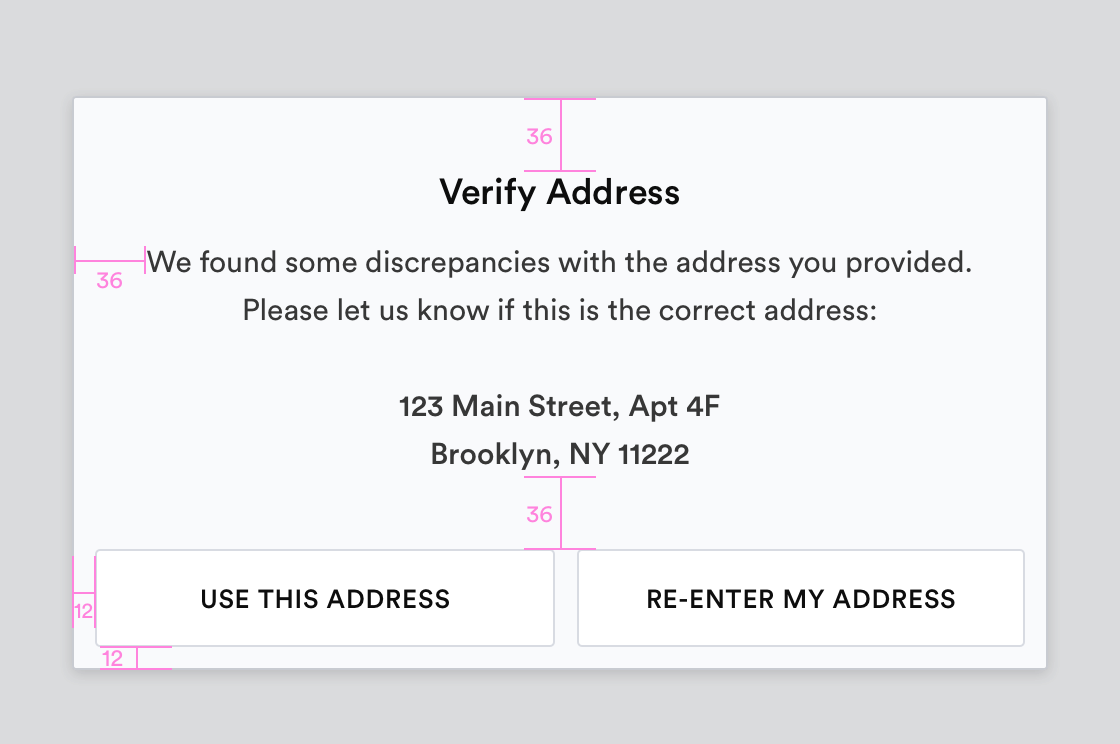 36
Verify Address
We found some discrepancies with the address you provided.
36
Please let us know if this is the correct address:
123 Main Street, Apt 4F
Brooklyn, NY 11222
36
USE THIS ADDRESS
RE-ENTER MY ADDRESS
12
12